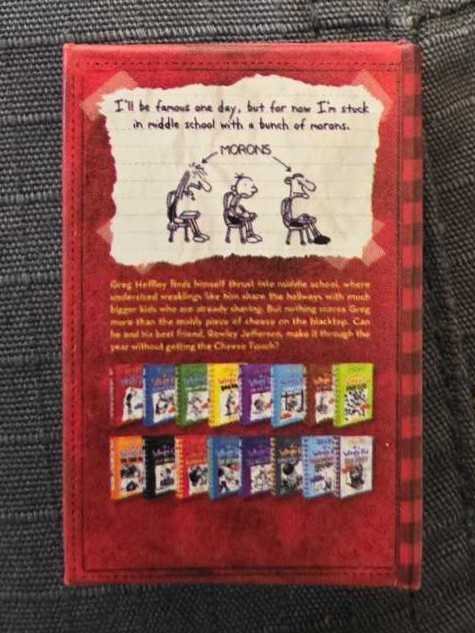 I'll be famous one day, but for now I'm stuck
in middle school with a bunch of morons.
MORONS
Greg Heffley finds himself thrust into middle school, where
undersized weaklings like him share the hallways with much
bigger kids who are already shaving. But nothing scares Greg
more than the moldy piece of cheese on the blacktop. Can
he and his best friend, Rowley Jefferson, make it through the
year without getting the Cheese Touch?